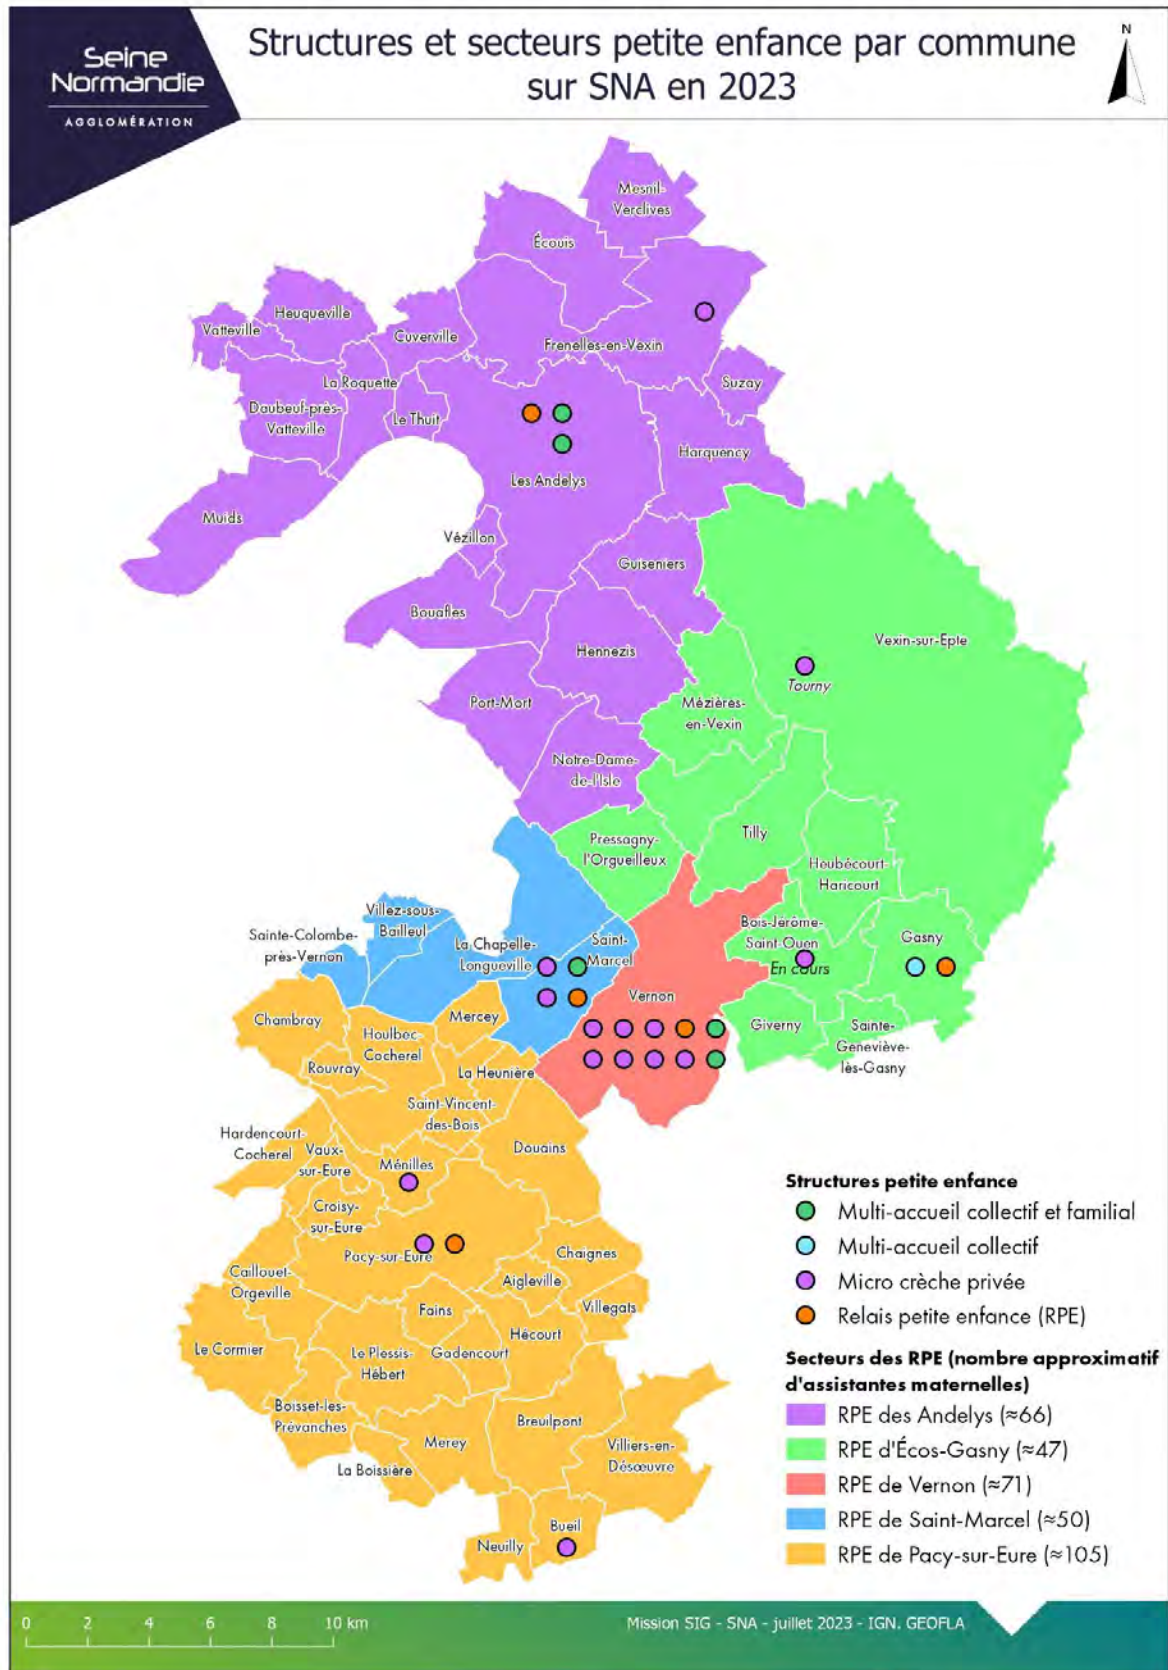 Seine
Normandie
AGGLOMÉRATION
Structures et secteurs petite enfance par commune
sur SNA en 2023
N
Mesnil-
Verclives
Écouis
Heuqueville
Vatteville
Cuverville
Frenelles-en-Vexin
La Roquette
Suzay
Daubeuf-près-
Vatteville
Le Thuit
Harquency
Les Andelys
Muids
Vézillon
Guiseniers
Bouafles
Vexin-sur-Epte
Hennezis
Tourny
Port-Mort
Mézières-
en-Vexin
Notre-Dame-
de-l'Isle
Pressagny-
l'Orgueilleux
Tilly
Heubécourt-
Haricourt
Villez-sous-
Bailleul
Sainte-Colombe-
près-Vernon
La Chapelle-
Longueville
Saint-
Marcel
Bois-Jérôme-
Saint-Ouen
En cours
Gasny
Vernon
Chambray
Mercey
Houlbec-
Cocherel
Giverny
Sainte-
Geneviève-
lès-Gasny
Rouvray
La Heunière
Saint-Vincent-
des-Bois
Hardencourt-
Cocherel
Vaux-
sur-Eure
Ménilles
Douains
Croisy-
sur-Eure
Pacy-sur-Eure
Chaignes
Caillouet-
Orgeville
Aigleville
Fains
Villegats
Hécourt
Le Cormier
Le Plessis-
Hébert
Gadencourt
Boisset-les-
Prévanches
Breuilpont
Merey
Villiers-en-
Désœuvre
La Boissière
Neuilly
Bueil
Structures petite enfance
Multi-accueil collectif et familial
Multi-accueil collectif
Micro crèche privée
Relais petite enfance (RPE)
Secteurs des RPE (nombre approximatif
d'assistantes maternelles)
RPE des Andelys (≈66)
RPE d'Écos-Gasny (≈47)
RPE de Vernon (≈71)
RPE de Saint-Marcel (≈50)
RPE de Pacy-sur-Eure (≈105)
0 2 4 6 8 10 km
Mission SIG - SNA - juillet 2023 - IGN. GEOFLA